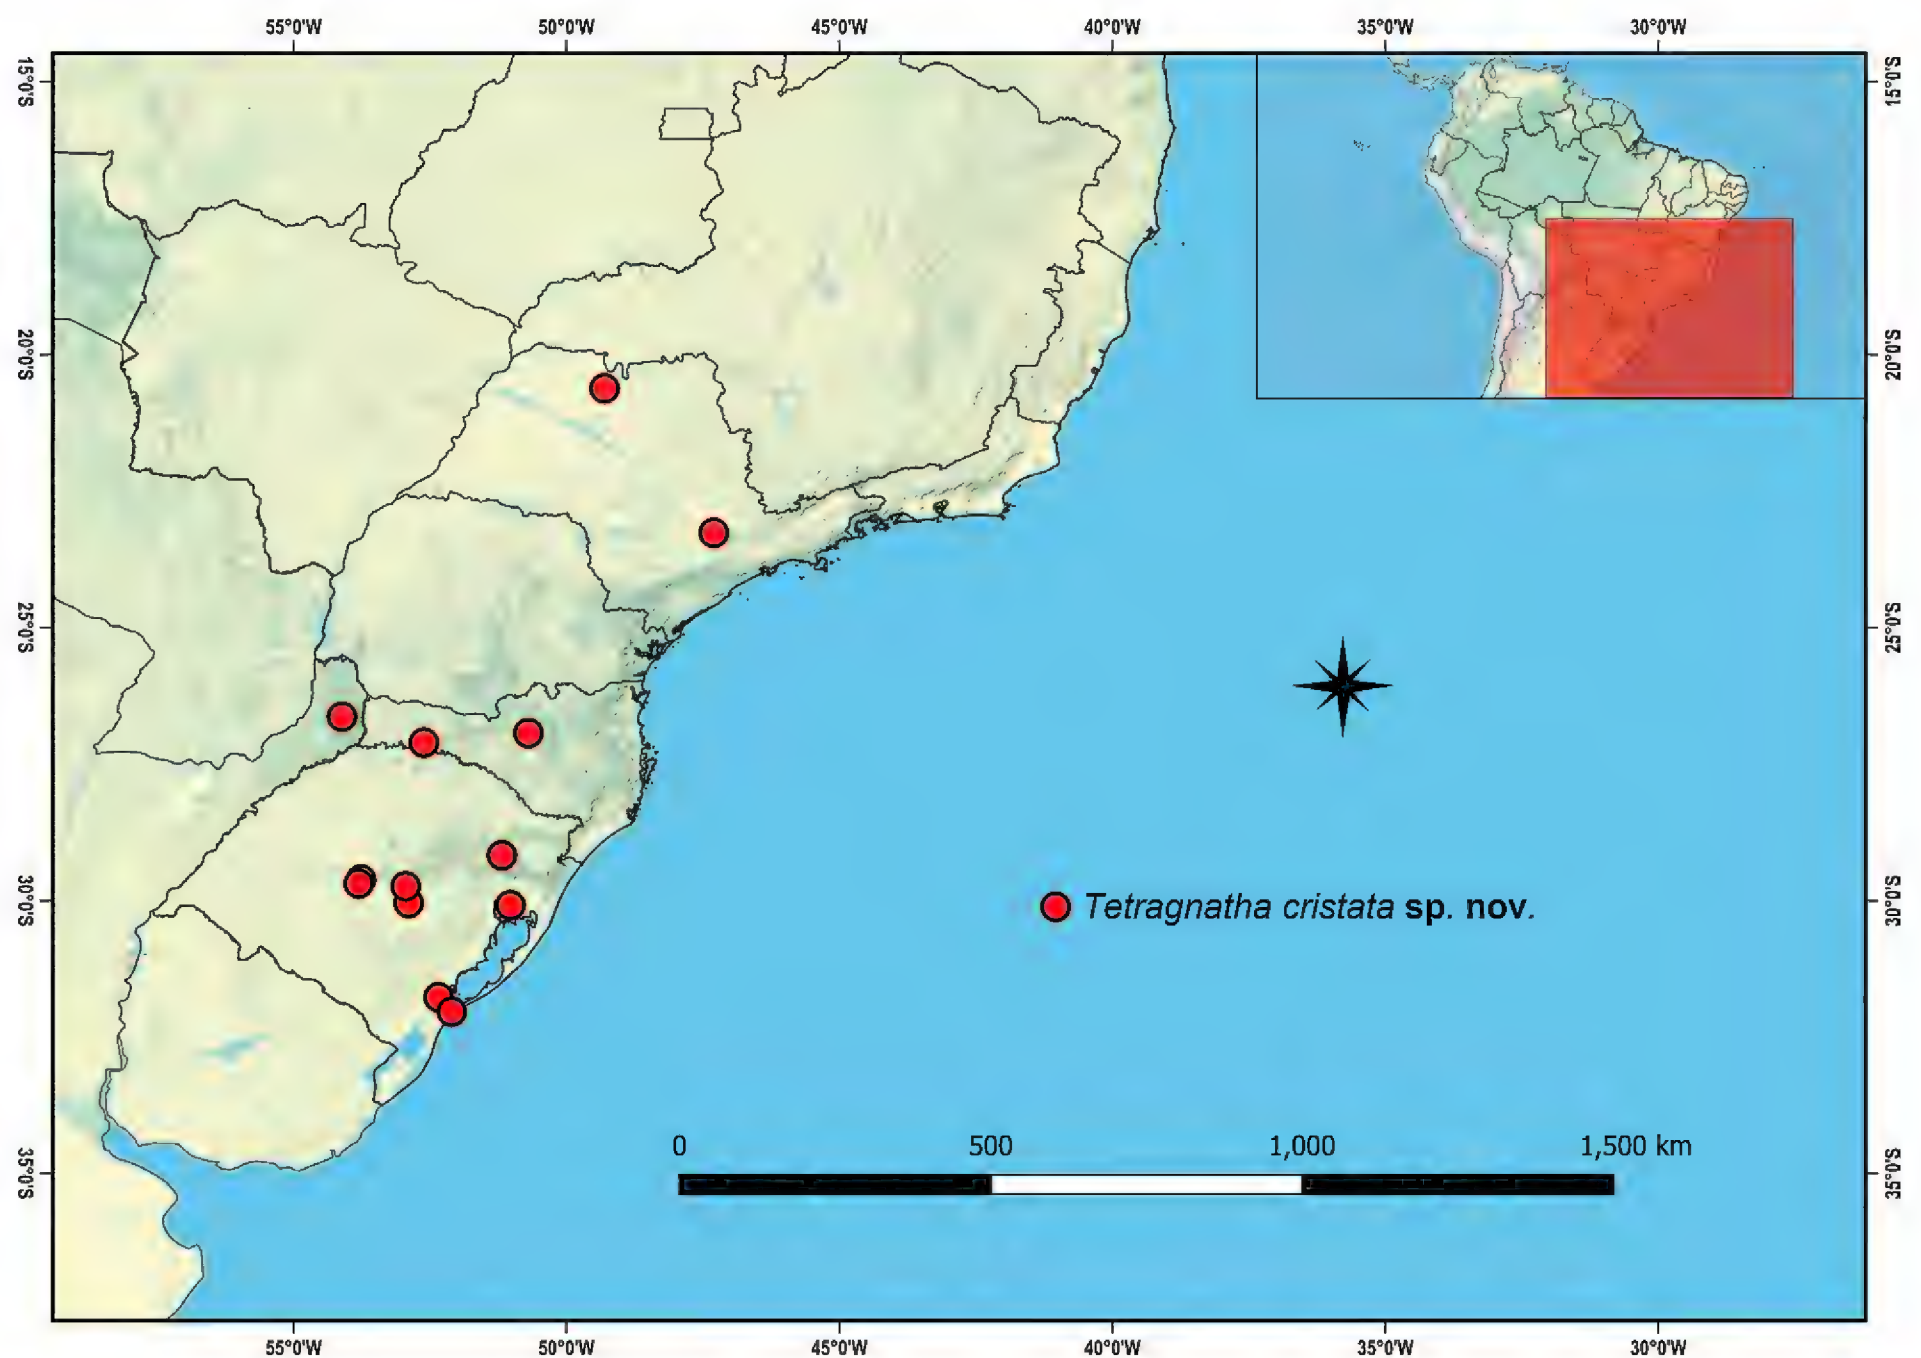 55°0'W 50°0'W 45°0'W 40°0'W 35°0'W 30°0'W
15°0'S 15°0'S
20°0'S 20°0'S
25°0'S 25°0'S
30°0'S 30°0'S
Tetragnatha cristata sp. nov.
0 500 1,000 1,500 km
35°0'S 35°0'S
55°0'W 50°0'W 45°0'W 40°0'W 35°0'W 30°0'W